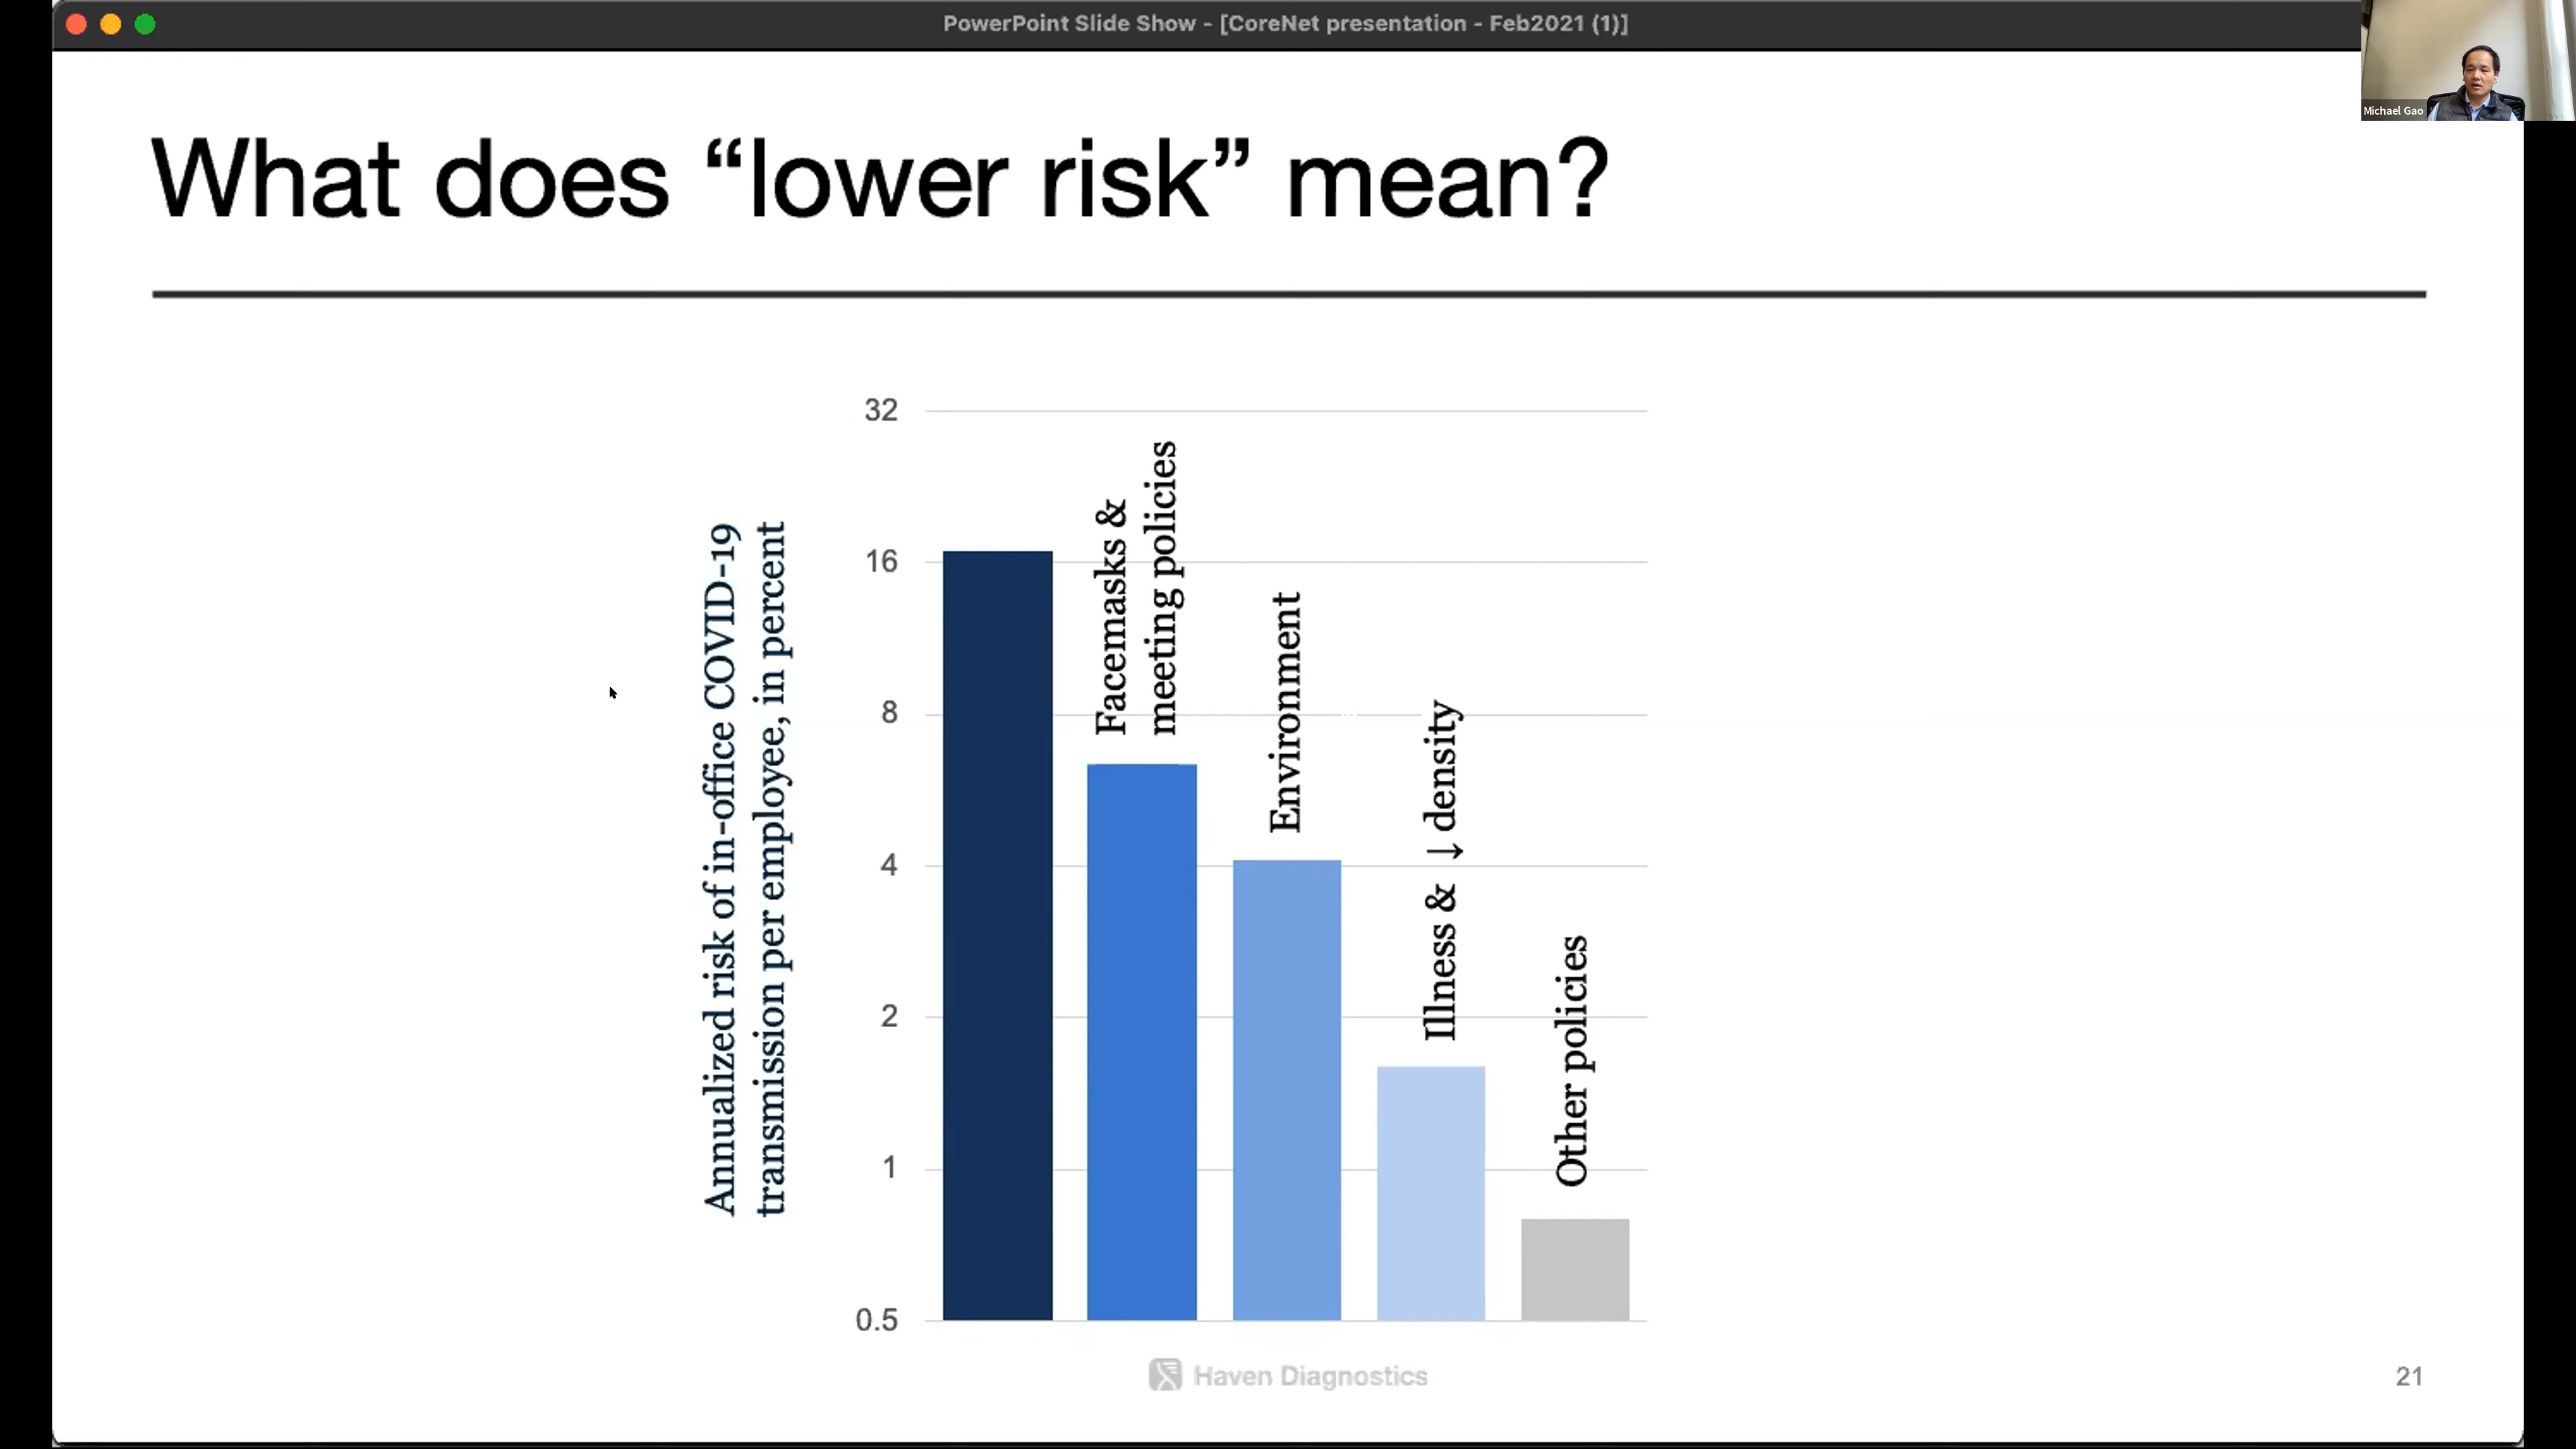 PowerPoint Slide Show - [CoreNet presentation - Feb2021 (1)]
Michael Gao
What does “lower risk” mean?
Annualized risk of in-office COVID-19
transmission per employee, in percent
32
16
8
4
2
1
0.5
Facemasks &
meeting policies
Environment
Illness & ↓ density
Other policies
Haven Diagnostics
21